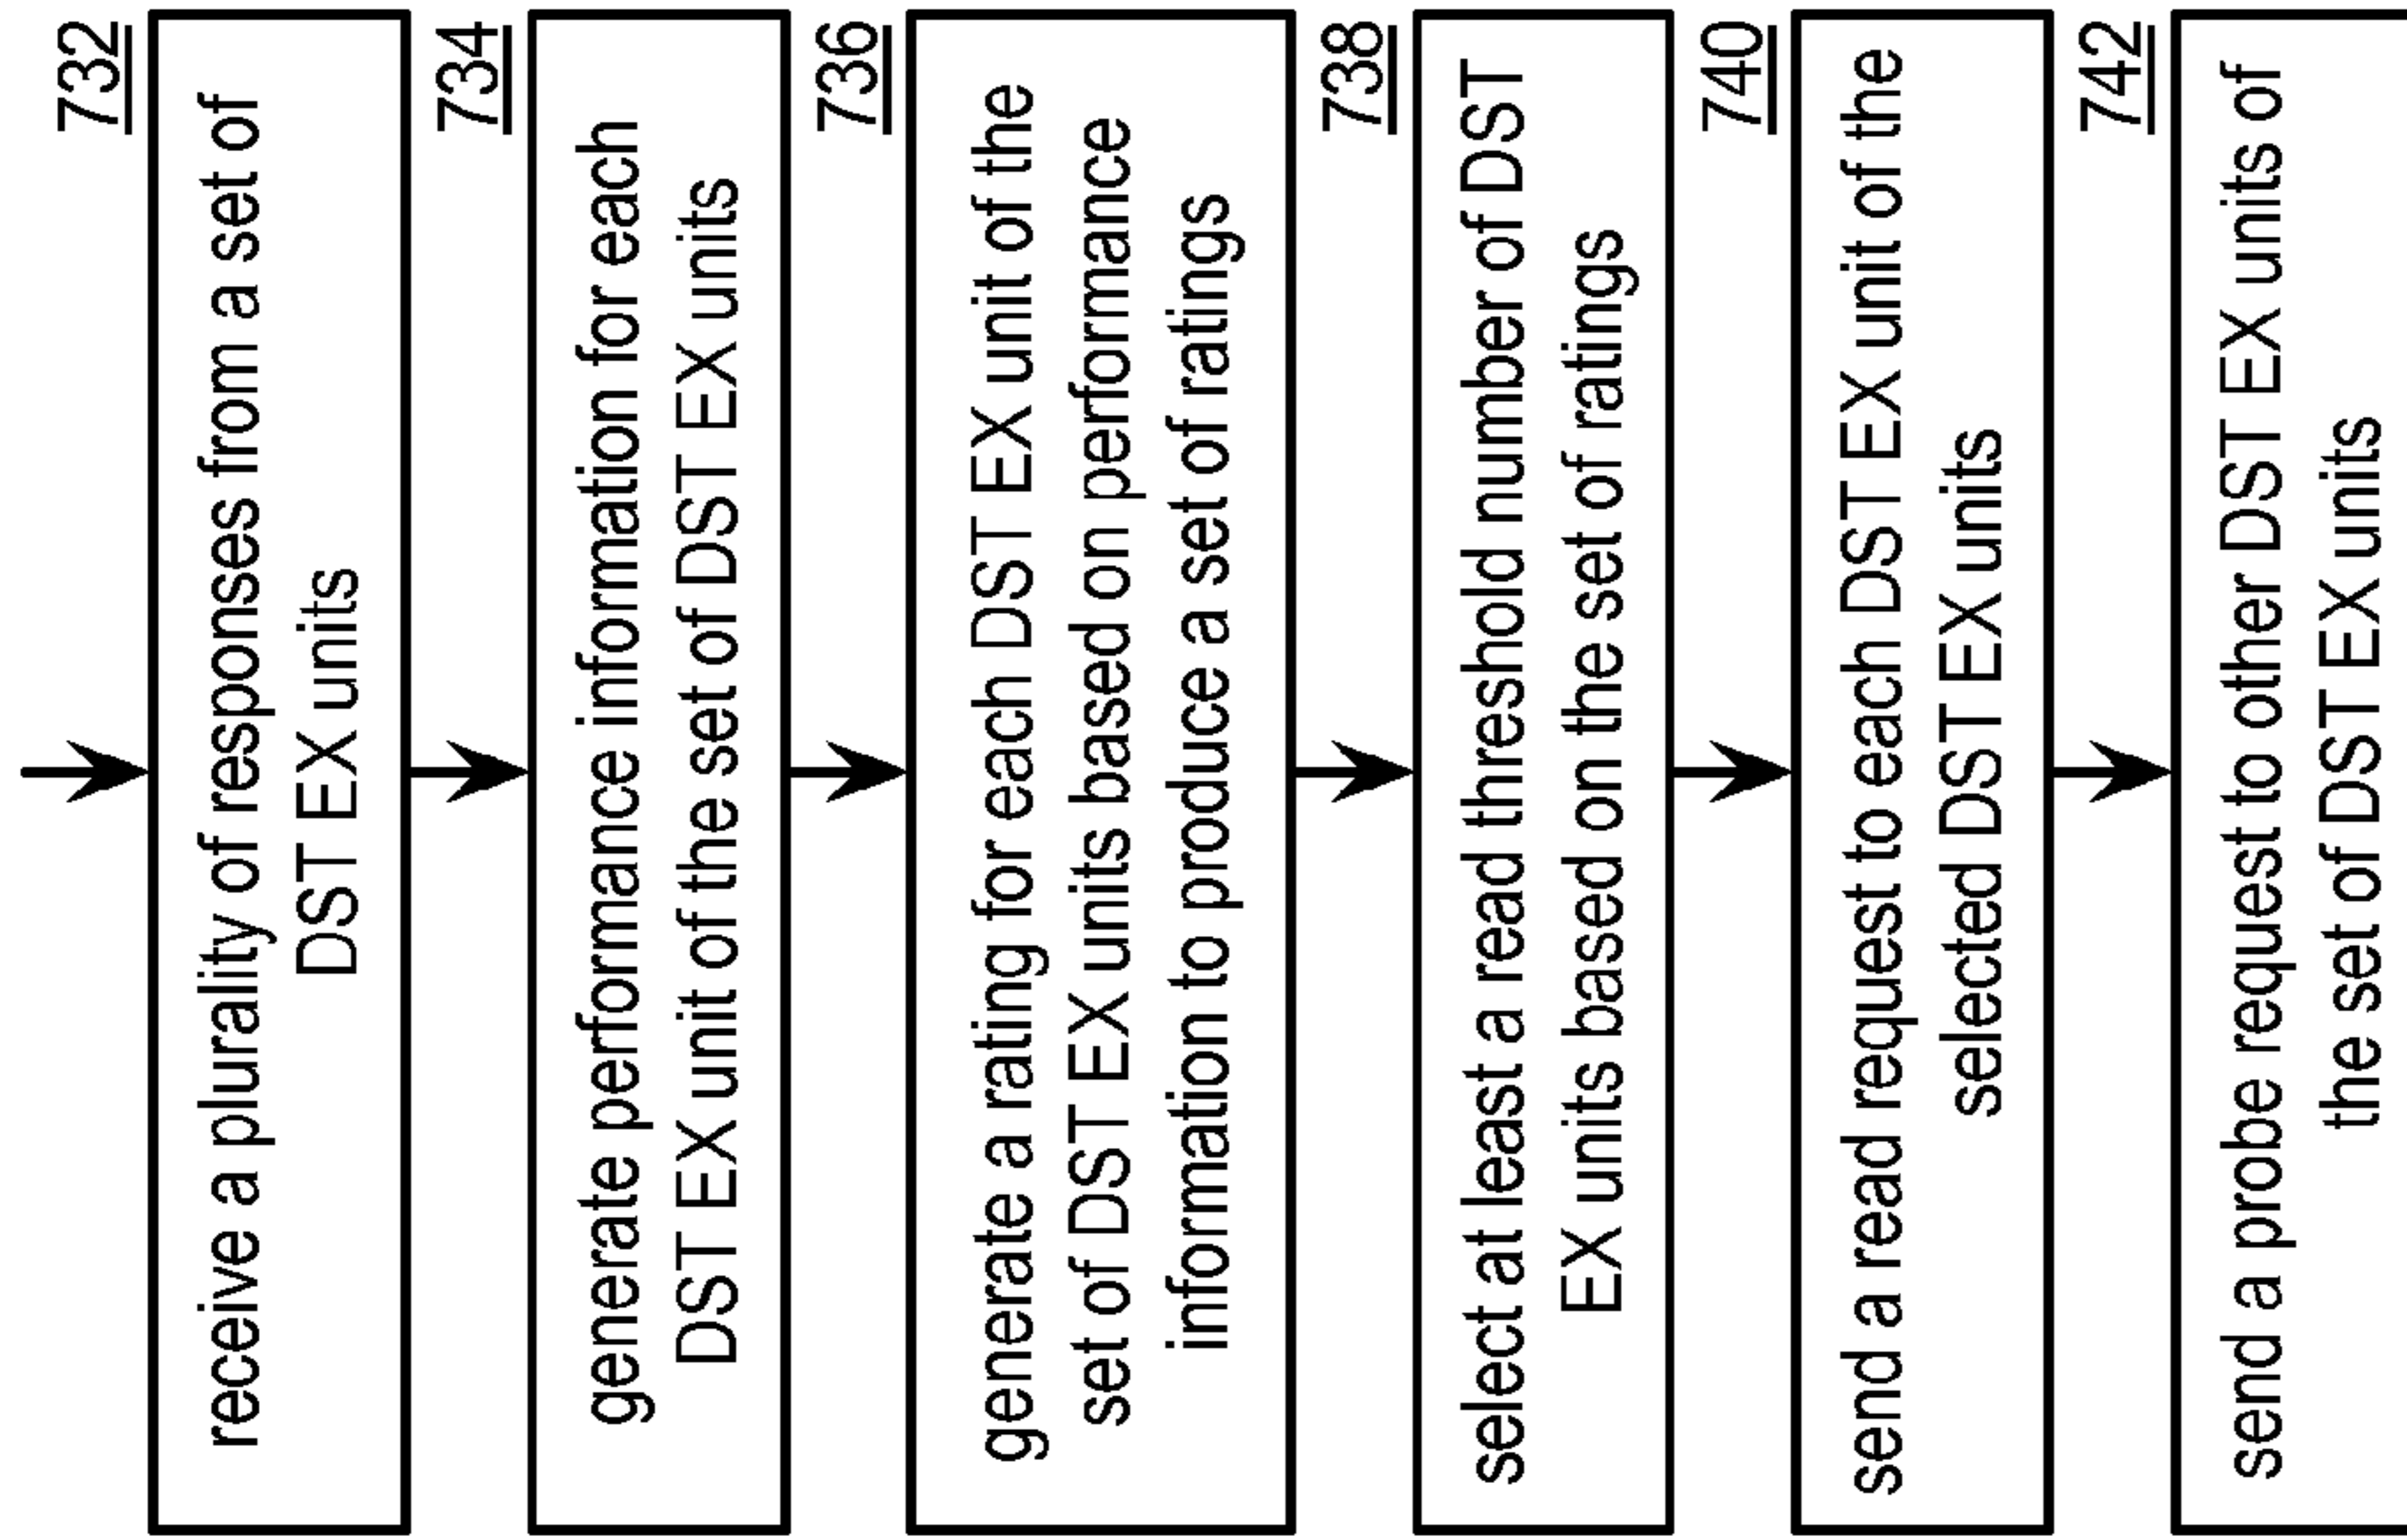 732
receive a plurality of responses from a set of
DST EX units
734
generate performance information for each
DST EX unit of the set of DST EX units
736
generate a rating for each DST EX unit of the
set of DST EX units based on performance
information to produce a set of ratings
738
select at least a read threshold number of DST
EX units based on the set of ratings
740
send a read request to each DST EX unit of the
selected DST EX units
742
send a probe request to other DST EX units of
the set of DST EX units